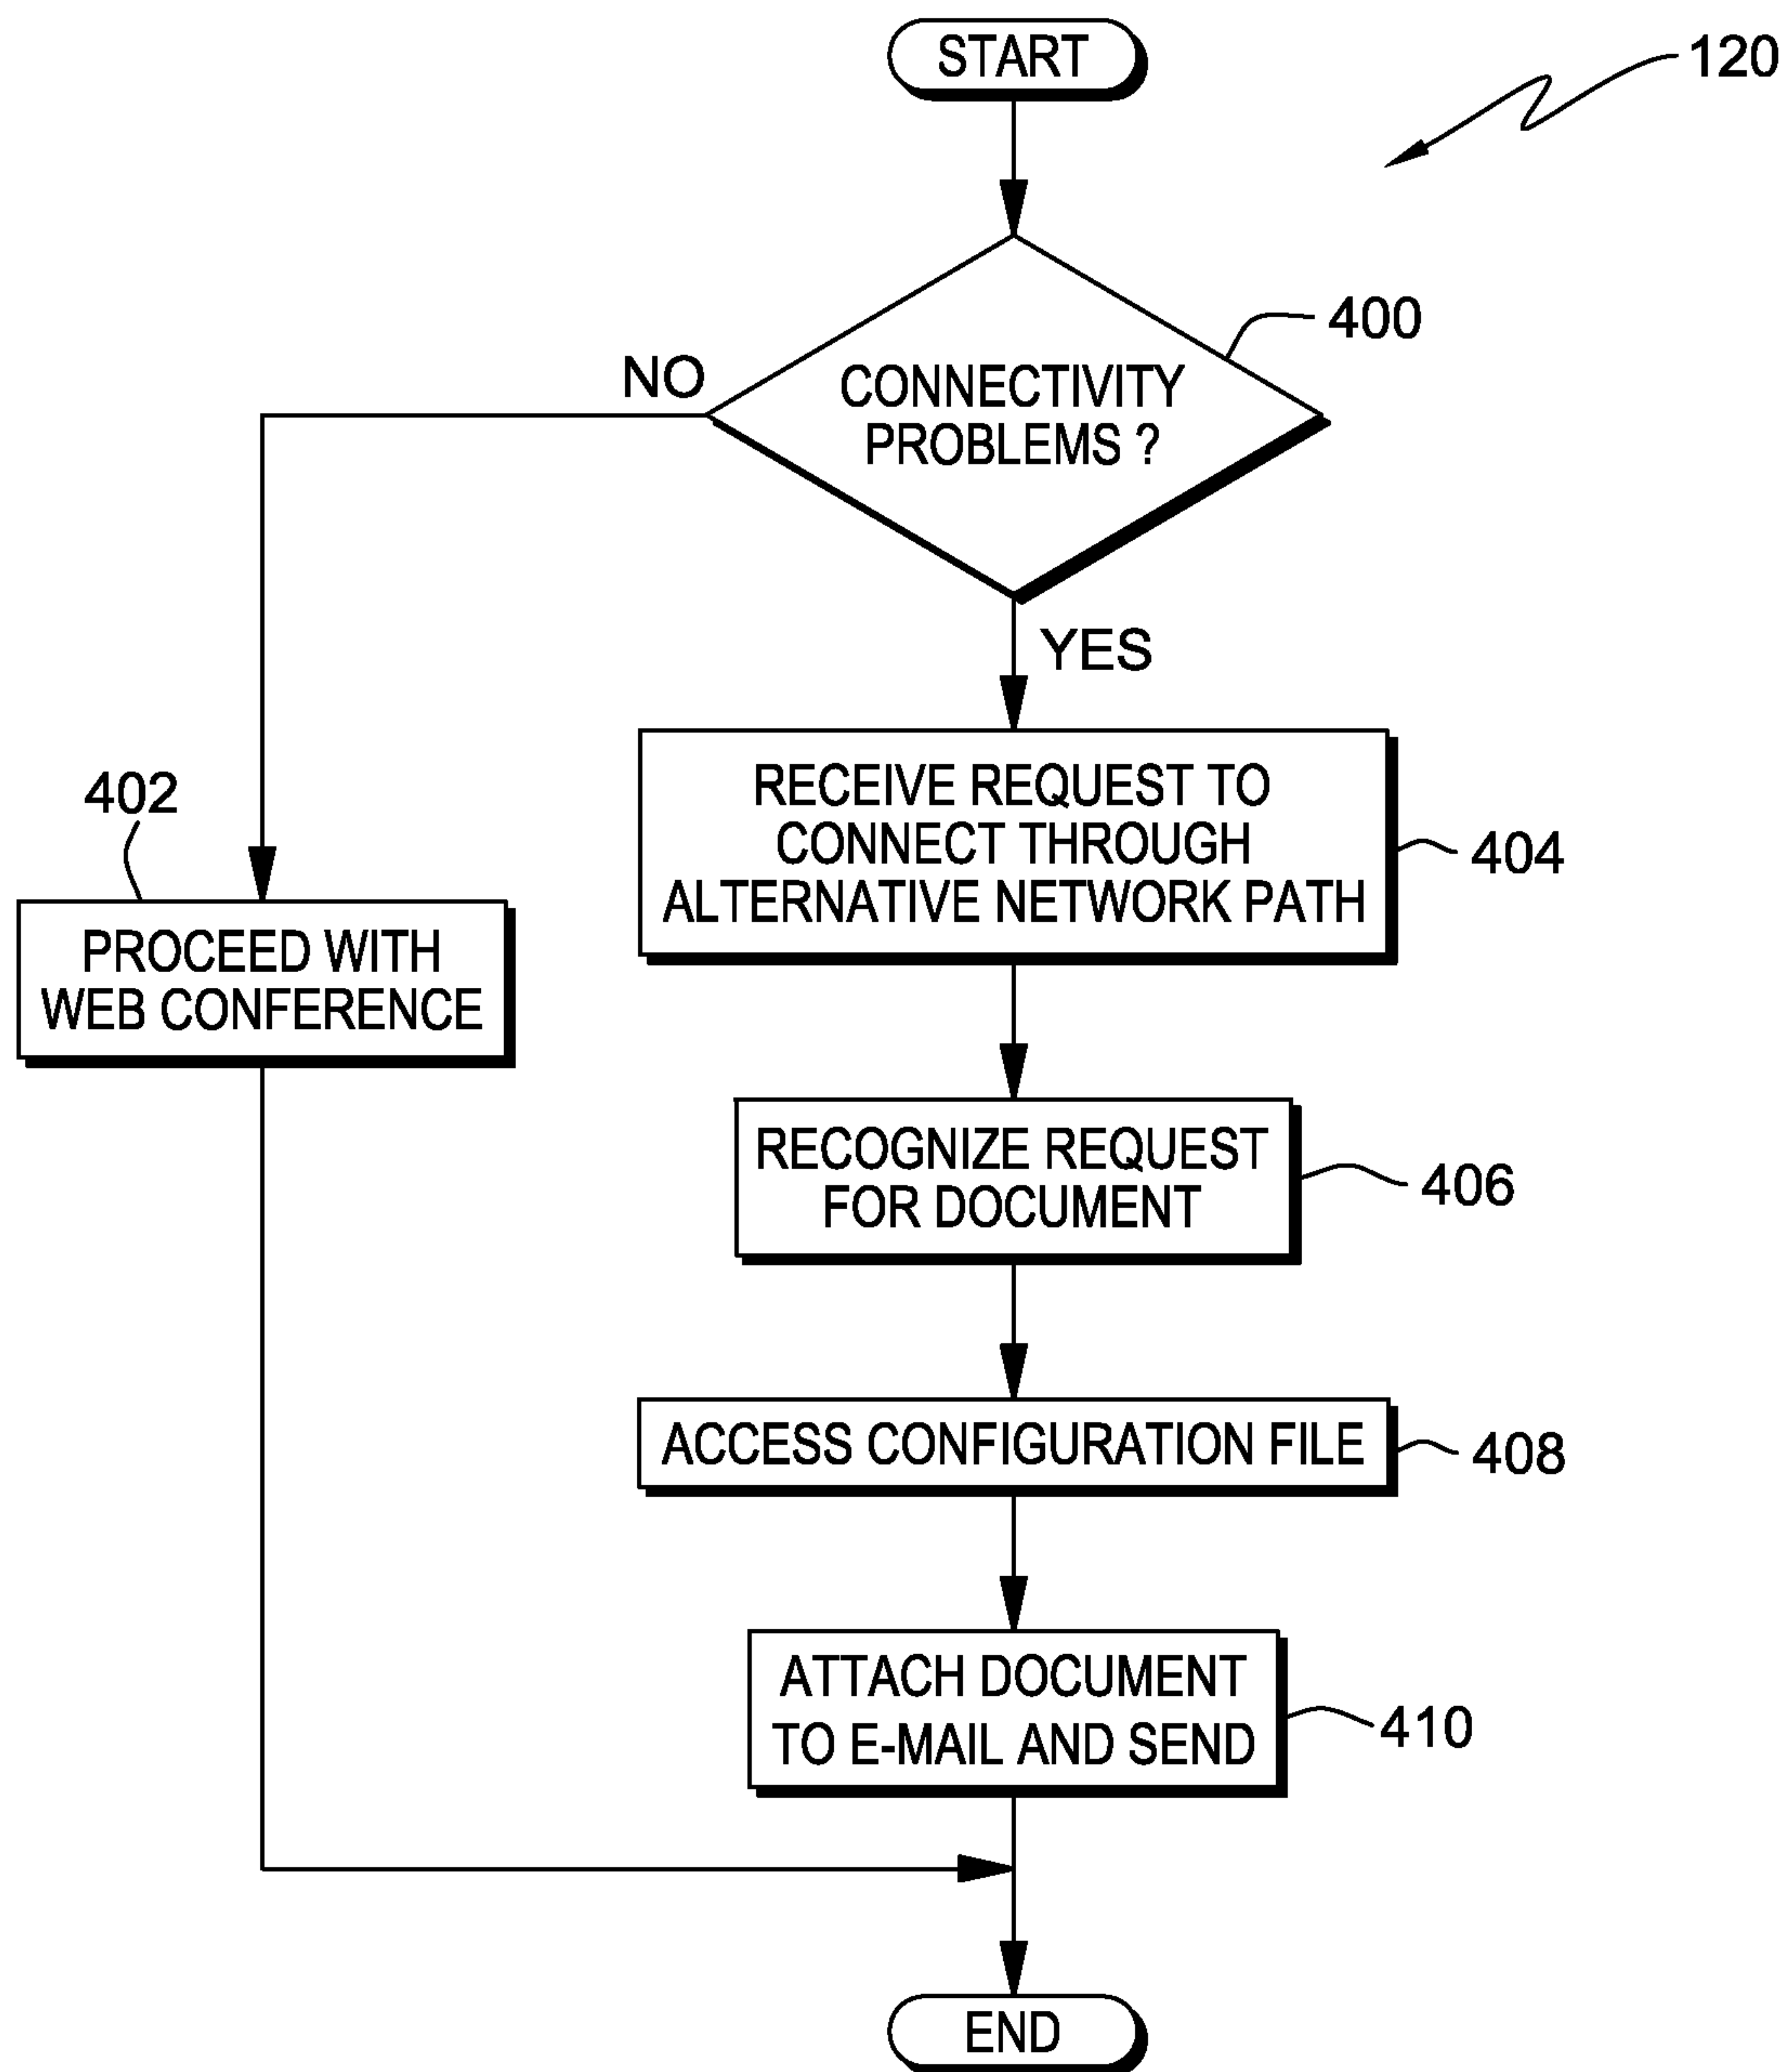 START
120
400
CONNECTIVITY
PROBLEMS ?
NO
YES
402
PROCEED WITH
WEB CONFERENCE
RECEIVE REQUEST TO
CONNECT THROUGH
ALTERNATIVE NETWORK PATH
404
RECOGNIZE REQUEST
FOR DOCUMENT
406
ACCESS CONFIGURATION FILE
408
ATTACH DOCUMENT
TO E-MAIL AND SEND
410
END